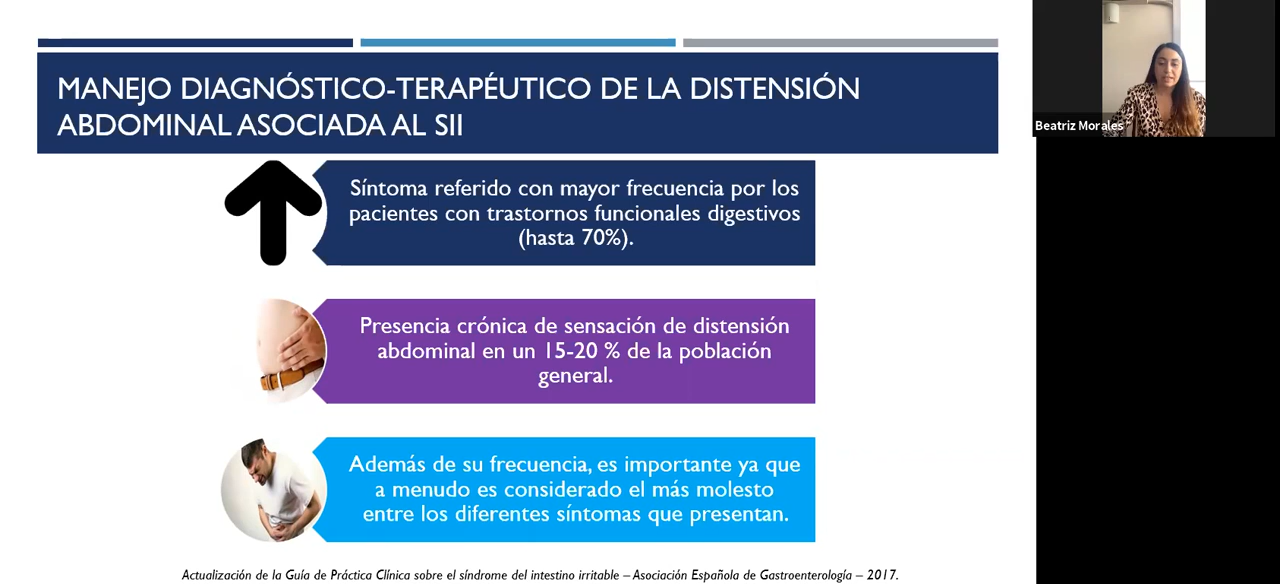 MANEJO DIAGNÓSTICO-TERAPÉUTICO DE LA DISTENSIÓN
ABDOMINAL ASOCIADA AL SII
Síntoma referido con mayor frecuencia por los
pacientes con trastornos funcionales digestivos
(hasta 70%).
Presencia crónica de sensación de distensión
abdominal en un 15-20 % de la población
general.
Además de su frecuencia, es importante ya que
a menudo es considerado el más molesto
entre los diferentes síntomas que presentan.
Actualización de la Guía de Práctica Clínica sobre el síndrome del intestino irritable – Asociación Española de Gastroenterología – 2017.
Beatriz Morales